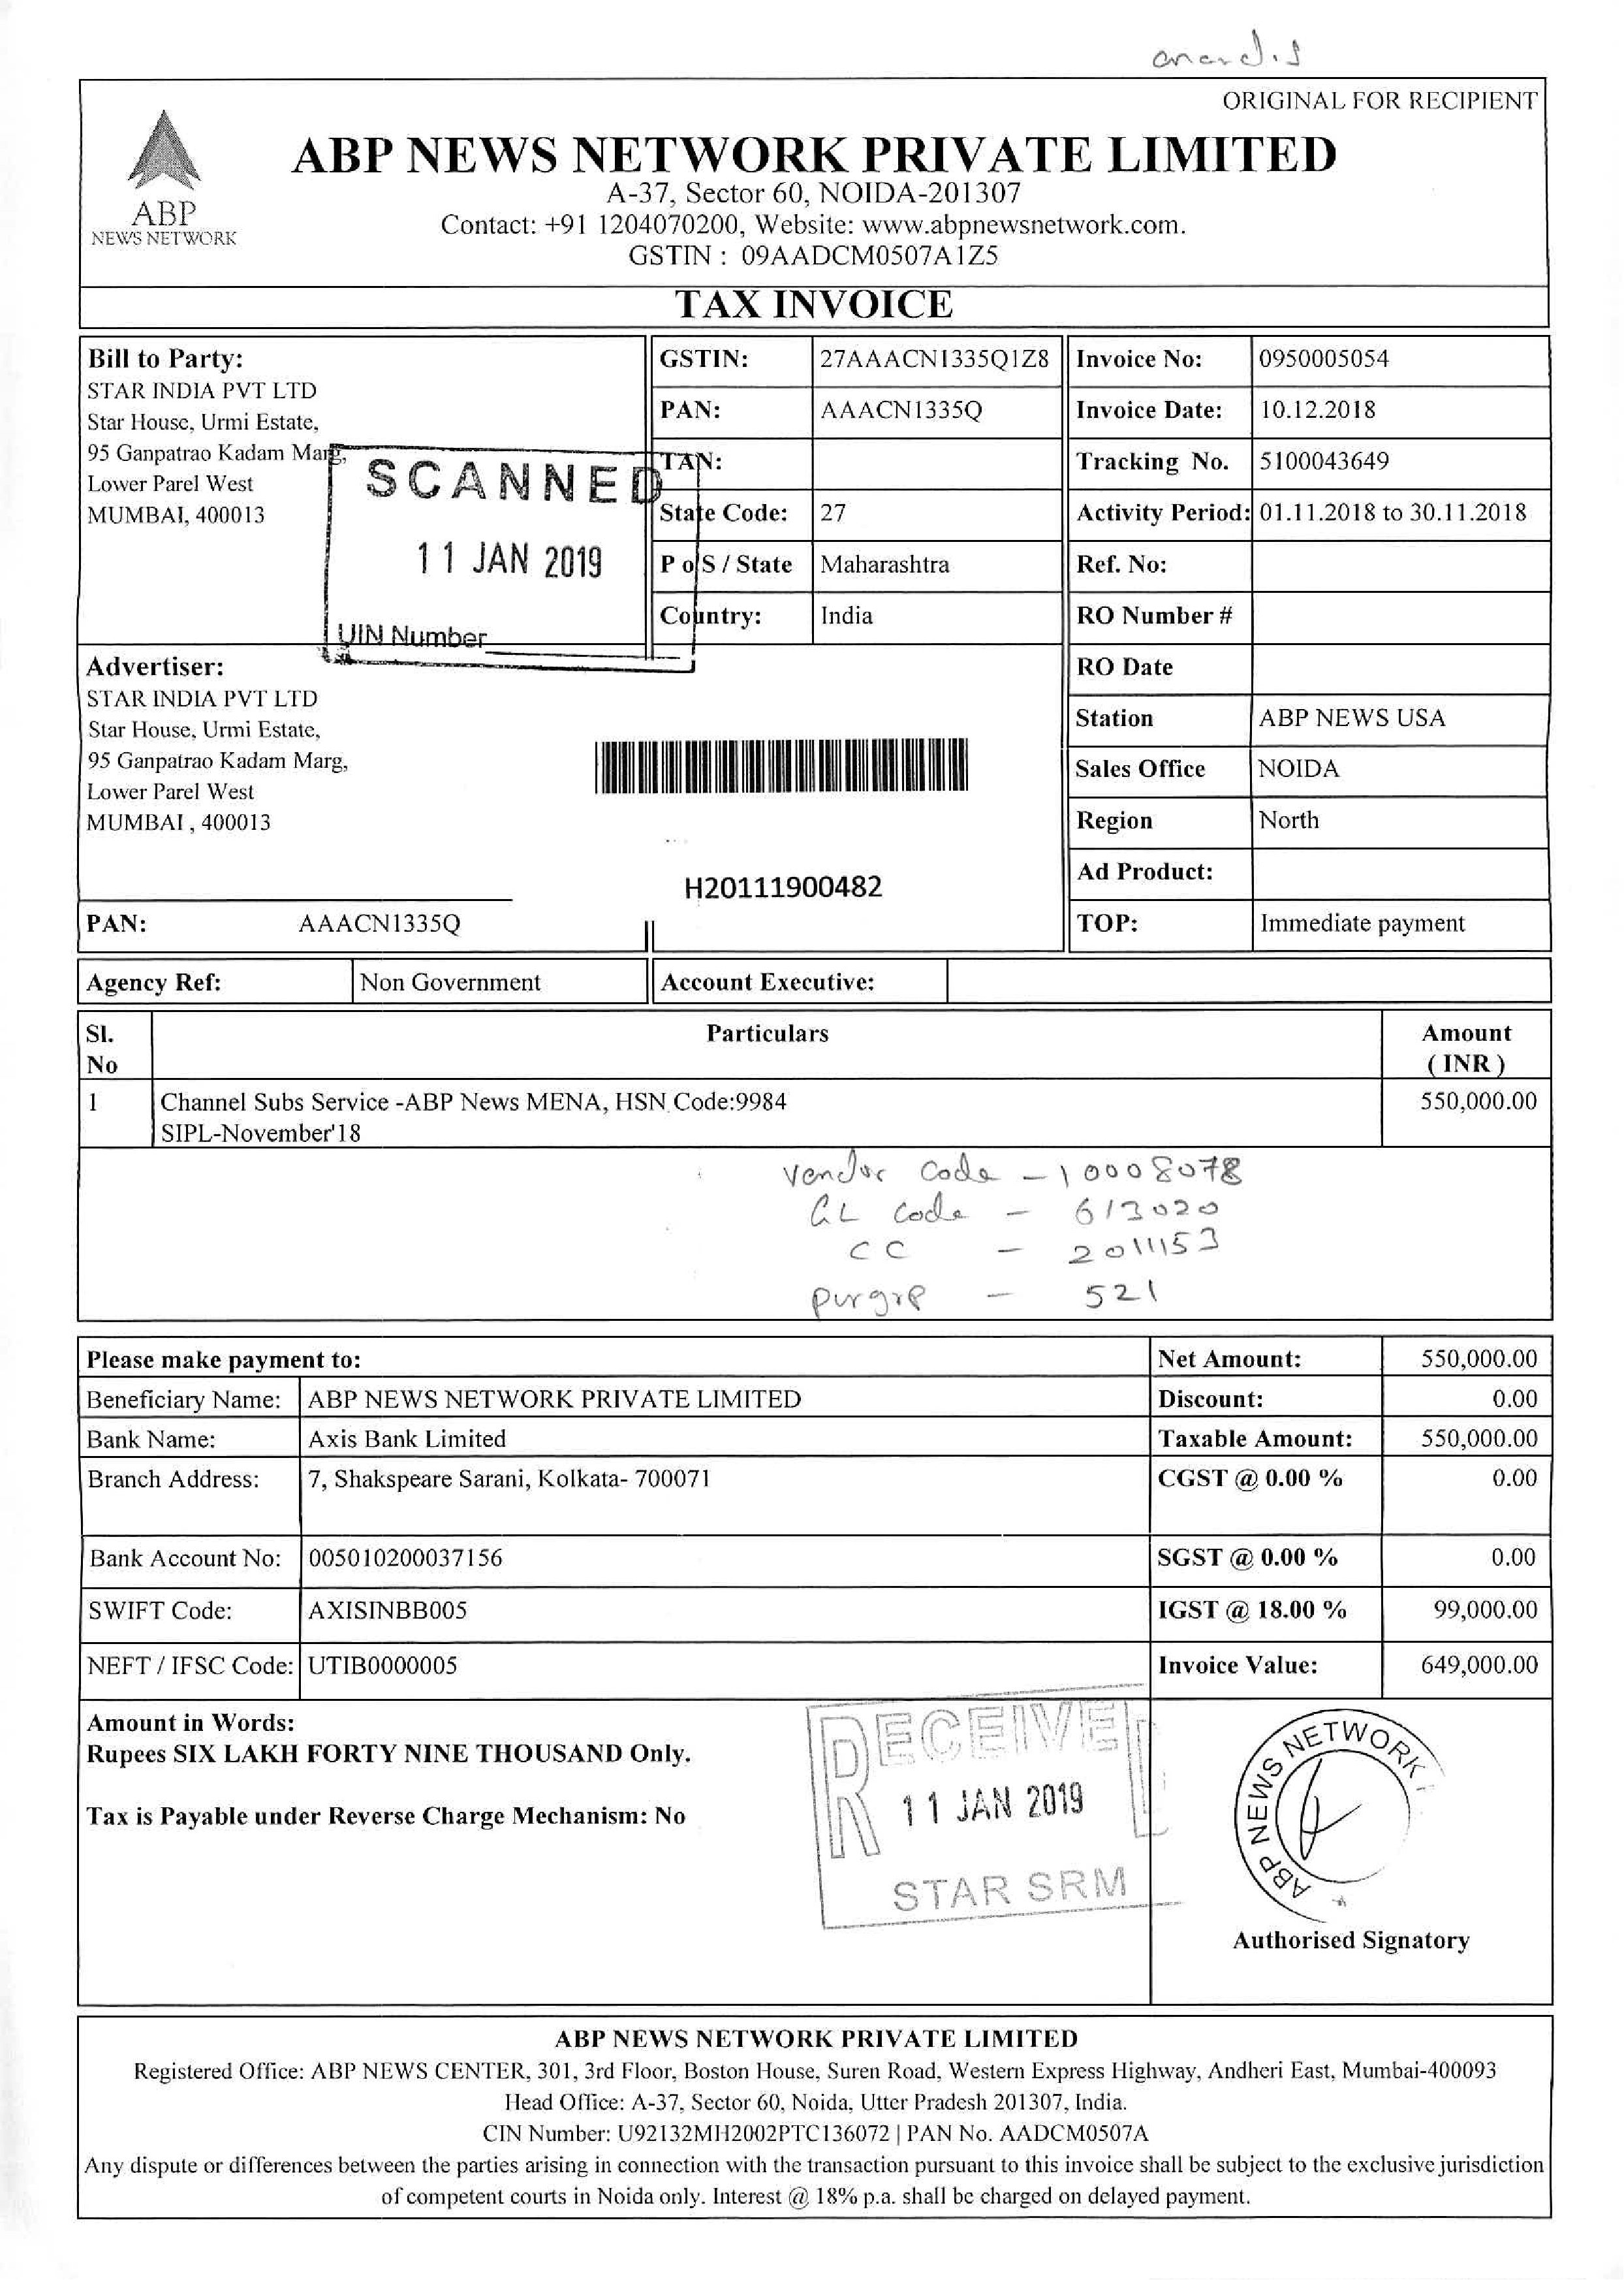 ORIGINAL FOR RECIPIENT
ABP
NEWS NETWORK
ABP NEWS NETWORK PRIVATE LIMITED
A-37, Sector 60, NOIDA-201307
Contact: +91 1204070200, Website: www.abpnewsnetwork.com.
GSTIN : 09AADCM0507A1Z5
TAX INVOICE
Bill to Party:
STAR INDIA PVT LTD
Star House, Urmi Estate,
95 Ganpatrao Kadam Marg,
Lower Parel West
MUMBAI, 400013
SCANNED
11 JAN 2019
UIN Number
GSTIN: 27AAACN1335Q1Z8
PAN: AAACN1335Q
TAN:
State Code: 27
P o S / State Maharashtra
Country: India
Invoice No: 0950005054
Invoice Date: 10.12.2018
Tracking No. 5100043649
Activity Period: 01.11.2018 to 30.11.2018
Ref. No:
RO Number #
RO Date
Station ABP NEWS USA
Sales Office NOIDA
Region North
Ad Product:
TOP: Immediate payment
Advertiser:
STAR INDIA PVT LTD
Star House, Urmi Estate,
95 Ganpatrao Kadam Marg,
Lower Parel West
MUMBAI , 400013
H20111900482
PAN: AAACN1335Q
Agency Ref: Non Government Account Executive:
Sl. No Particulars Amount ( INR )
1 Channel Subs Service -ABP News MENA, HSN Code:9984 550,000.00
SIPL-November'18
Vendor Code - 10008078
GL Code - 613020
CC - 2011153
purgrp - 521
Please make payment to:
Beneficiary Name: ABP NEWS NETWORK PRIVATE LIMITED
Bank Name: Axis Bank Limited
Branch Address: 7, Shakspeare Sarani, Kolkata- 700071
Bank Account No: 005010200037156
SWIFT Code: AXISINBB005
NEFT / IFSC Code: UTIB0000005
Net Amount: 550,000.00
Discount: 0.00
Taxable Amount: 550,000.00
CGST @ 0.00 % 0.00
SGST @ 0.00 % 0.00
IGST @ 18.00 % 99,000.00
Invoice Value: 649,000.00
Amount in Words:
Rupees SIX LAKH FORTY NINE THOUSAND Only.
Tax is Payable under Reverse Charge Mechanism: No
RECEIVED
11 JAN 2019
STAR SRM
ABP NEWS NETWORK
Authorised Signatory
ABP NEWS NETWORK PRIVATE LIMITED
Registered Office: ABP NEWS CENTER, 301, 3rd Floor, Boston House, Suren Road, Western Express Highway, Andheri East, Mumbai-400093
Head Office: A-37, Sector 60, Noida, Utter Pradesh 201307, India.
CIN Number: U92132MH2002PTC136072 | PAN No. AADCM0507A
Any dispute or differences between the parties arising in connection with the transaction pursuant to this invoice shall be subject to the exclusive jurisdiction
of competent courts in Noida only. Interest @ 18% p.a. shall be charged on delayed payment.